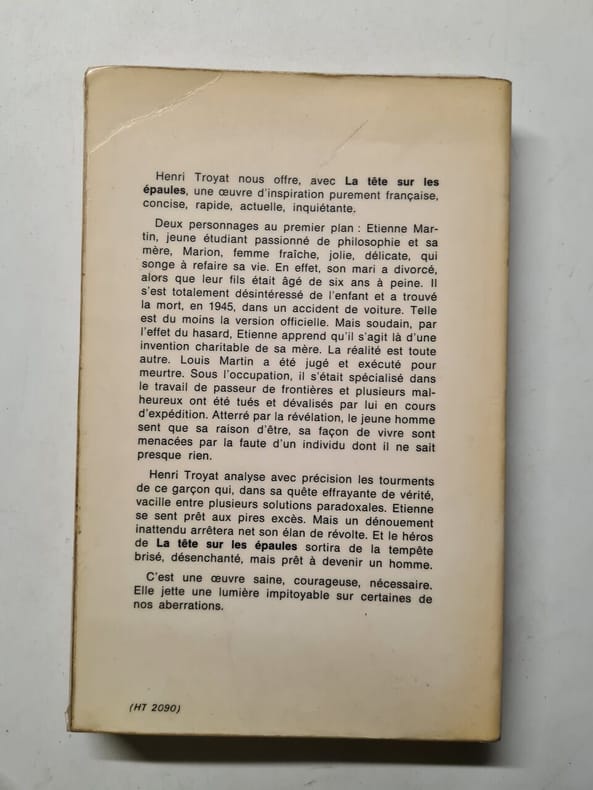 Henri Troyat nous offre, avec La tête sur les
épaules, une œuvre d'inspiration purement française,
concise, rapide, actuelle, inquiétante.
Deux personnages au premier plan : Etienne Mar-
tin, jeune étudiant passionné de philosophie et sa
mère, Marion, femme fraîche, jolie, délicate, qui
songe à refaire sa vie. En effet, son mari a divorcé,
alors que leur fils était âgé de six ans à peine. Il
s'est totalement désintéressé de l'enfant et a trouvé
la mort, en 1945, dans un accident de voiture. Telle
est du moins la version officielle. Mais soudain, par
l'effet du hasard, Etienne apprend qu'il s'agit là d'une
invention charitable de sa mère. La réalité est toute
autre. Louis Martin a été jugé et exécuté pour
meurtre. Sous l'occupation, il s'était spécialisé dans
le travail de passeur de frontières et plusieurs mal-
heureux ont été tués et dévalisés par lui en cours
d'expédition. Atterré par la révélation, le jeune homme
sent que sa raison d'être, sa façon de vivre sont
menacées par la faute d'un individu dont il ne sait
presque rien.
Henri Troyat analyse avec précision les tourments
de ce garçon qui, dans sa quête effrayante de vérité,
vacille entre plusieurs solutions paradoxales. Etienne
se sent prêt aux pires excès. Mais un dénouement
inattendu arrêtera net son élan de révolte. Et le héros
de La tête sur les épaules sortira de la tempête
brisé, désenchanté, mais prêt à devenir un homme.
C'est une œuvre saine, courageuse, nécessaire.
Elle jette une lumière impitoyable sur certaines de
nos aberrations.
(HT 2090)